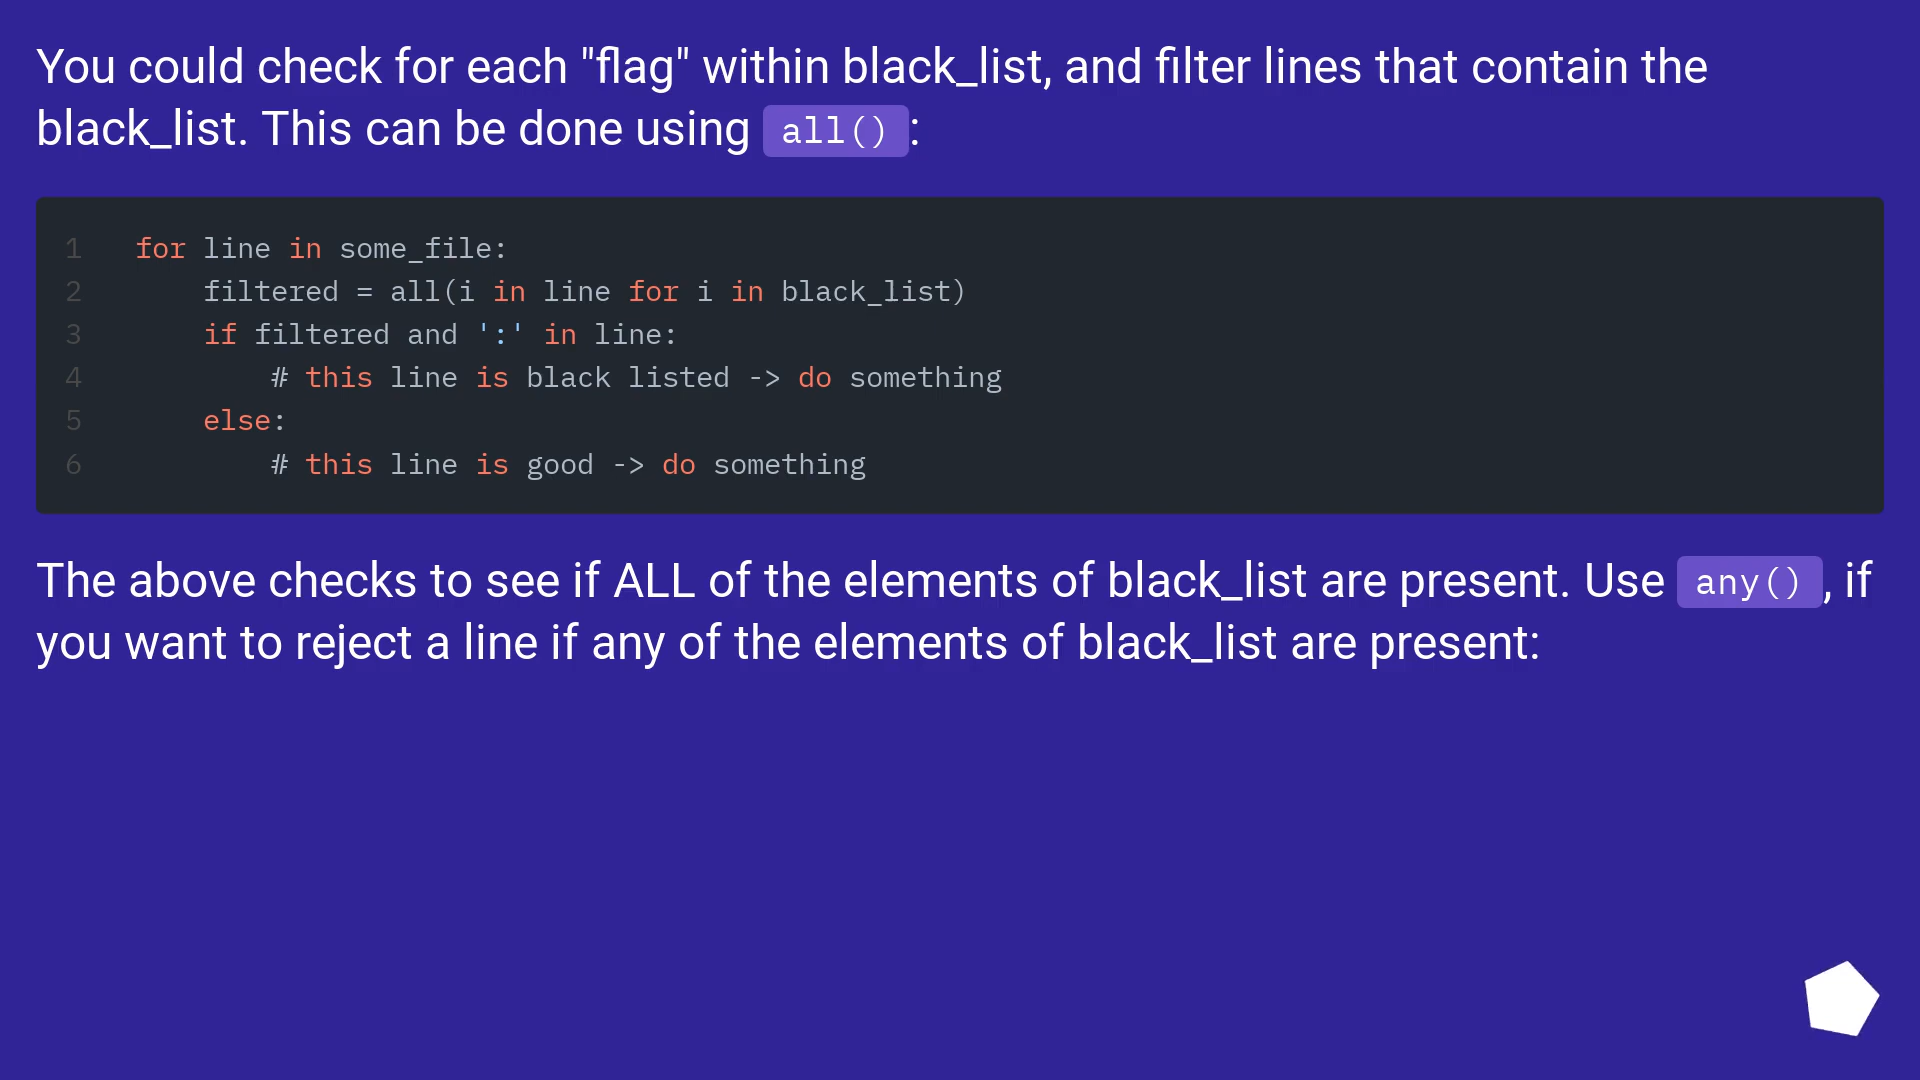 You could check for each "flag" within black_list, and filter lines that contain the
black_list. This can be done using all() :
1 for line in some_file:
2     filtered = all(i in line for i in black_list)
3     if filtered and ':' in line:
4         # this line is black listed -> do something
5     else:
6         # this line is good -> do something
The above checks to see if ALL of the elements of black_list are present. Use any() , if
you want to reject a line if any of the elements of black_list are present: